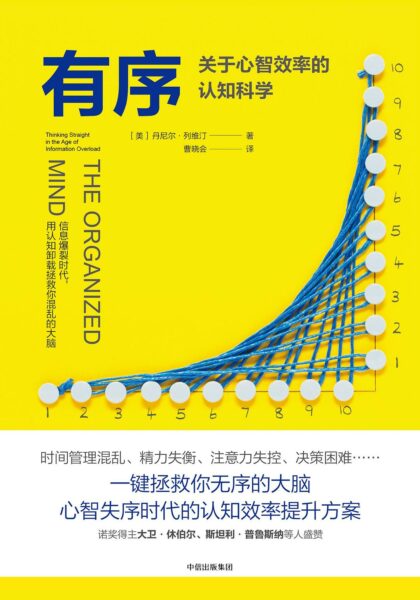 有序
关于心智效率的
认知科学
Thinking Straight
in the Age of
Information Overload
[美] 丹尼尔·列维汀 著
曹晓会 译
THE ORGANIZED
MIND
信息爆裂时代，
用认知卸载拯救你混乱的大脑
10
9
8
7
6
5
4
3
2
1
1 2 3 4 5 6 7 8 9 10
时间管理混乱、精力失衡、注意力失控、决策困难……
一键拯救你无序的大脑
心智失序时代的认知效率提升方案
诺奖得主大卫·休伯尔、斯坦利·普鲁斯纳等人盛赞
中信出版集团